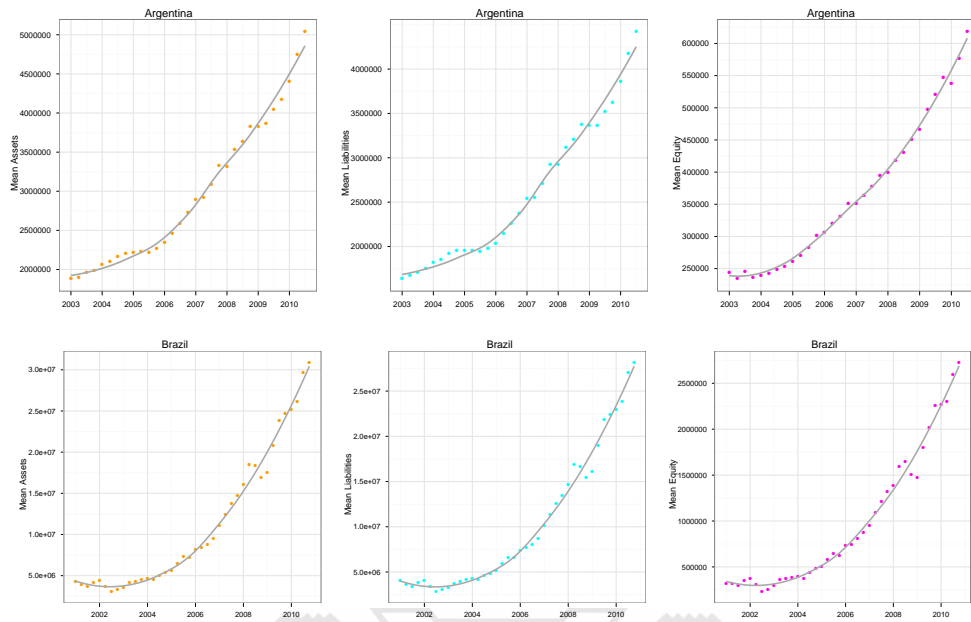 Argentina
Mean Assets
5000000
4500000
4000000
3500000
3000000
2500000
2000000
2003 2004 2005 2006 2007 2008 2009 2010
Argentina
Mean Liabilities
4000000
3000000
2000000
2003 2004 2005 2006 2007 2008 2009 2010
Argentina
Mean Equity
600000
550000
500000
450000
400000
350000
300000
250000
2003 2004 2005 2006 2007 2008 2009 2010
Brazil
Mean Assets
3.0e+07
2.5e+07
2.0e+07
1.5e+07
1.0e+07
5.0e+06
2002 2004 2006 2008 2010
Brazil
Mean Liabilities
2.5e+07
2.0e+07
1.5e+07
1.0e+07
5.0e+06
2002 2004 2006 2008 2010
Brazil
Mean Equity
2500000
2000000
1500000
1000000
500000
2002 2004 2006 2008 2010